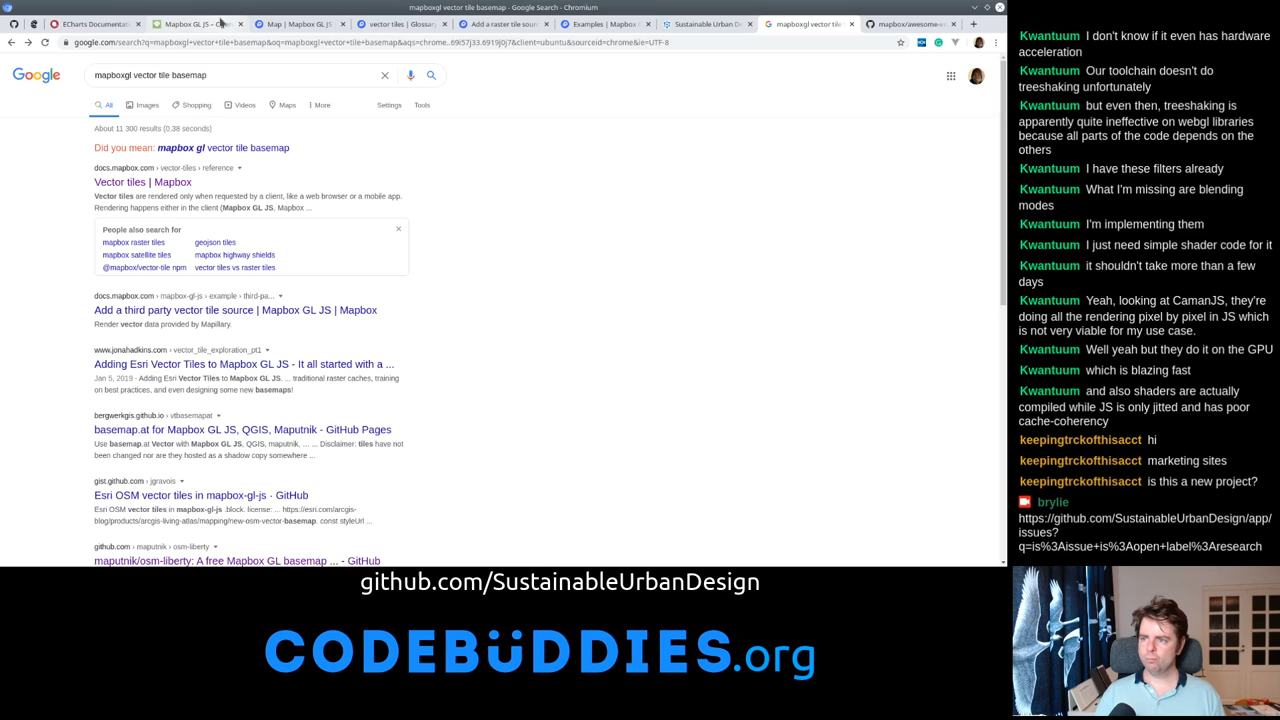 mapboxgl vector tile basemap - Google Search - Chromium
ECharts Documentati
Mapbox GL JS
Map | Mapbox GL JS
vector tiles | Glossary
Add a raster tile sour
Examples | Mapbox
Sustainable Urban De
mapboxgl vector tile
mapbox/awesome-v
google.com/search?q=mapboxgl+vector+tile+basemap&oq=mapboxgl+vector+tile+basemap&aqs=chrome..69i57j33.6919j0j7&client=ubuntu&sourceid=chrome&ie=UTF-8
Google
mapboxgl vector tile basemap
All Images Shopping Videos Maps More Settings Tools
About 11 300 results (0,38 seconds)
Did you mean: mapbox gl vector tile basemap
docs.mapbox.com › vector-tiles › reference
Vector tiles | Mapbox
Vector tiles are rendered only when requested by a client, like a web browser or a mobile app.
Rendering happens either in the client (Mapbox GL JS, Mapbox ...
People also search for
mapbox raster tiles geojson tiles
mapbox satellite tiles mapbox highway shields
@mapbox/vector-tile npm vector tiles vs raster tiles
docs.mapbox.com › mapbox-gl-js › example › third-pa...
Add a third party vector tile source | Mapbox GL JS | Mapbox
Render vector data provided by Mapillary.
www.jonahadkins.com › vector_tile_exploration_pt1
Adding Esri Vector Tiles to Mapbox GL JS - It all started with a ...
Jan 5, 2019 - Adding Esri Vector Tiles to Mapbox GL JS. ... traditional raster caches, training
on best practices, and even designing some new basemaps!
bergwerkgis.github.io › vtbasemapat
basemap.at for Mapbox GL JS, QGIS, Maputnik - GitHub Pages
Use basemap.at Vector with Mapbox GL JS, QGIS, maputnik, ... ... Disclaimer: tiles have not
been changed nor are they hosted as a shadow copy somewhere ...
gist.github.com › jgravois
Esri OSM vector tiles in mapbox-gl-js · GitHub
Esri OSM vector tiles in mapbox-gl-js .block. license: ... https://esri.com/arcgis-
blog/products/arcgis-living-atlas/mapping/new-osm-vector-basemap. const styleUrl ...
github.com › maputnik › osm-liberty
maputnik/osm-liberty: A free Mapbox GL basemap ... - GitHub
Kwantuum I don't know if it even has hardware
acceleration
Kwantuum Our toolchain doesn't do
treeshaking unfortunately
Kwantuum but even then, treeshaking is
apparently quite ineffective on webgl libraries
because all parts of the code depends on the
others
Kwantuum I have these filters already
Kwantuum What I'm missing are blending
modes
Kwantuum I'm implementing them
Kwantuum I just need simple shader code for it
Kwantuum it shouldn't take more than a few
days
Kwantuum Yeah, looking at CamanJS, they're
doing all the rendering pixel by pixel in JS which
is not very viable for my use case.
Kwantuum Well yeah but they do it on the GPU
Kwantuum which is blazing fast
Kwantuum and also shaders are actually
compiled while JS is only jitted and has poor
cache-coherency
keepingtrckofthisacct hi
keepingtrckofthisacct marketing sites
keepingtrckofthisacct is this a new project?
brylie
https://github.com/SustainableUrbanDesign/app/
issues?
q=is%3Aissue+is%3Aopen+label%3Aresearch
github.com/SustainableUrbanDesign
CODEBÜDDIES.org